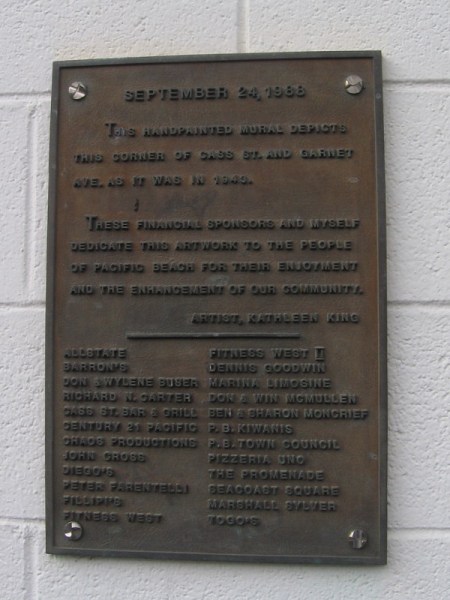 SEPTEMBER 24, 1988
THIS HANDPAINTED MURAL DEPICTS
THIS CORNER OF CASS ST. AND GARNET
AVE. AS IT WAS IN 1940.
THESE FINANCIAL SPONSORS AND MYSELF
DEDICATE THIS ARTWORK TO THE PEOPLE
OF PACIFIC BEACH FOR THEIR ENJOYMENT
AND THE ENHANCEMENT OF OUR COMMUNITY.
ARTIST, KATHLEEN KING
ALLSTATE
BARRON'S
DON & WYLENE SUBER
RICHARD N. CARTER
CASS ST. BAR & GRILL
CENTURY 21 PACIFIC
CHAOS PRODUCTIONS
JOHN CROSS
DIEGO'S
PETER FARENTELLI
FILLIPI'S
FITNESS WEST
FITNESS WEST II
DENNIS GOODWIN
MARINA LIMOSINE
DON & WIN MCMULLEN
BEN & SHARON MONCRIEF
P.B. KIWANIS
P.B. TOWN COUNCIL
PIZZERIA UNO
THE PROMENADE
SEACOAST SQUARE
MARSHALL SYLVER
TOGO'S